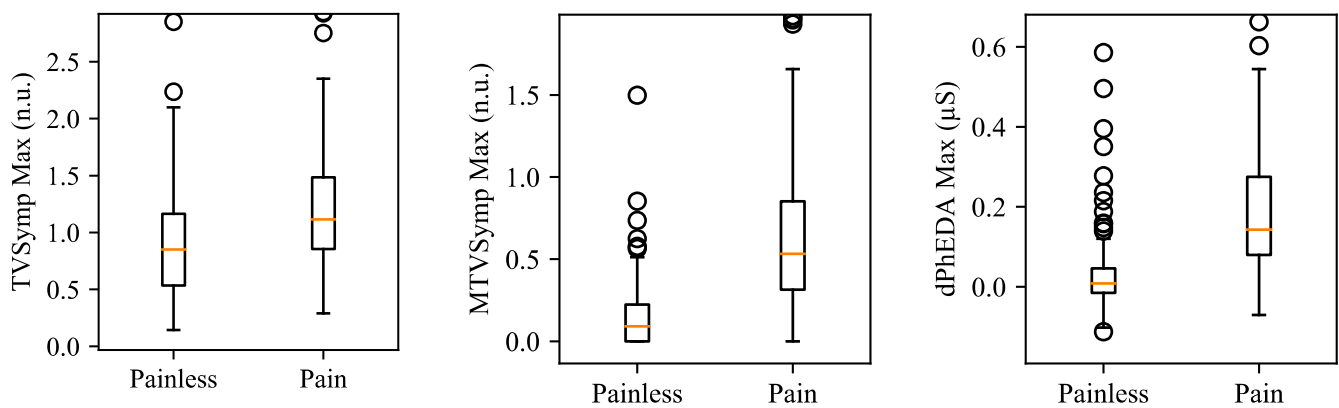 TVSymp Max (n.u.)
2.5
2.0
1.5
1.0
0.5
0.0
Painless Pain
MTVSymp Max (n.u.)
1.5
1.0
0.5
0.0
Painless Pain
dPhEDA Max (μS)
0.6
0.4
0.2
0.0
Painless Pain